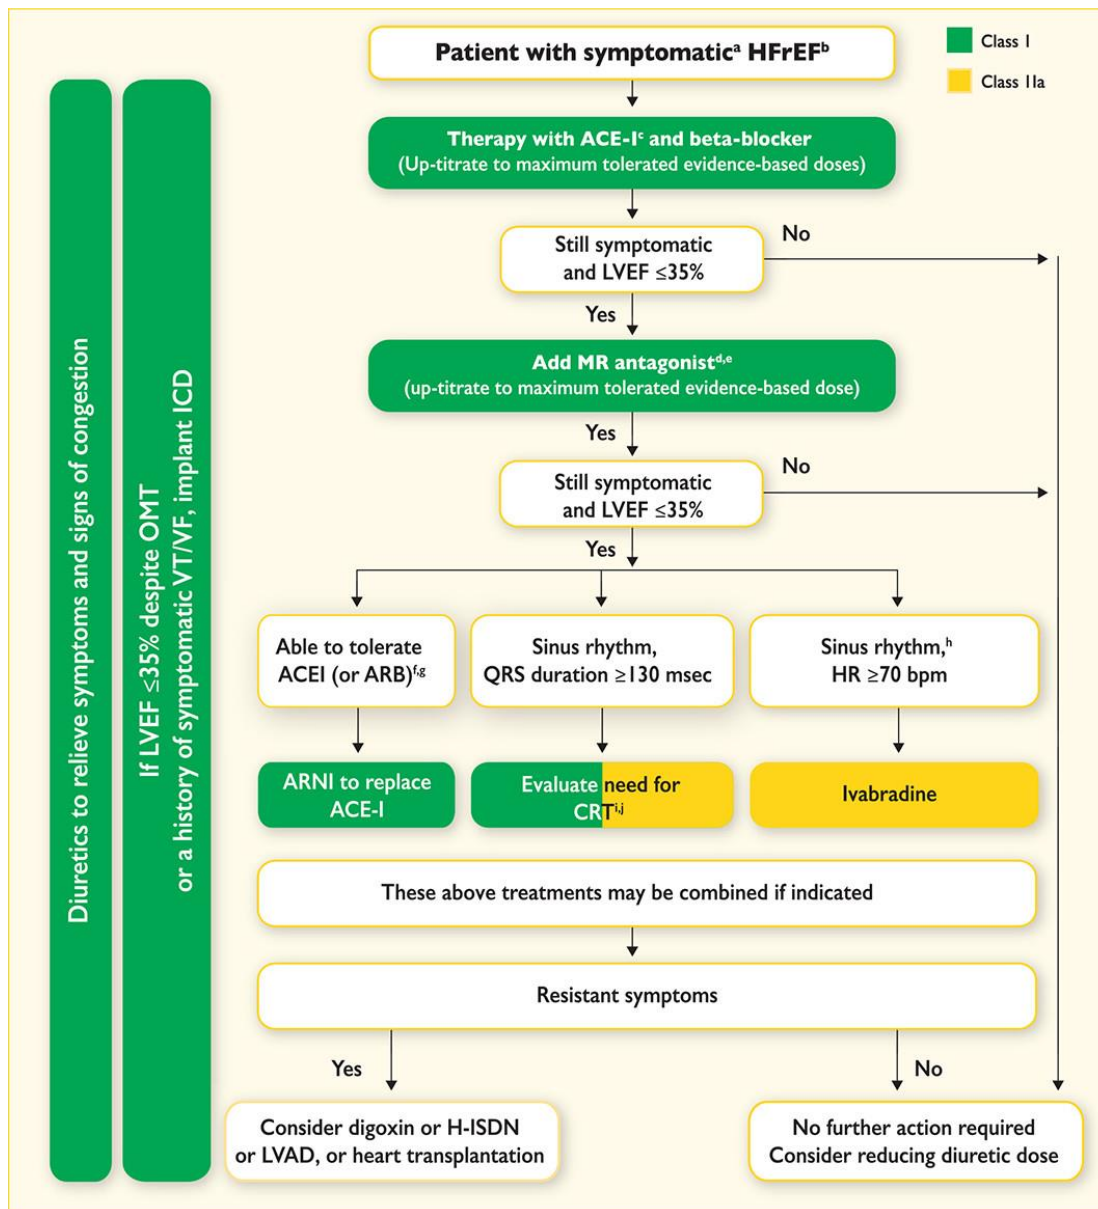 Patient with symptomaticᵃ HFrEFᵇ
Class I
Class IIa
Therapy with ACE-Iᶜ and beta-blocker
(Up-titrate to maximum tolerated evidence-based doses)
Still symptomatic
and LVEF ≤35%
No
Yes
Add MR antagonistᵈ,ᵉ
(up-titrate to maximum tolerated evidence-based dose)
Yes
Still symptomatic
and LVEF ≤35%
No
Yes
Able to tolerate
ACEI (or ARB)ᶠ,ᵍ
Sinus rhythm,
QRS duration ≥130 msec
Sinus rhythm,ʰ
HR ≥70 bpm
ARNI to replace
ACE-I
Evaluate need for
CRTⁱ,ʲ
Ivabradine
These above treatments may be combined if indicated
Resistant symptoms
Yes
No
Consider digoxin or H-ISDN
or LVAD, or heart transplantation
No further action required
Consider reducing diuretic dose
Diuretics to relieve symptoms and signs of congestion
If LVEF ≤35% despite OMT
or a history of symptomatic VT/VF, implant ICD